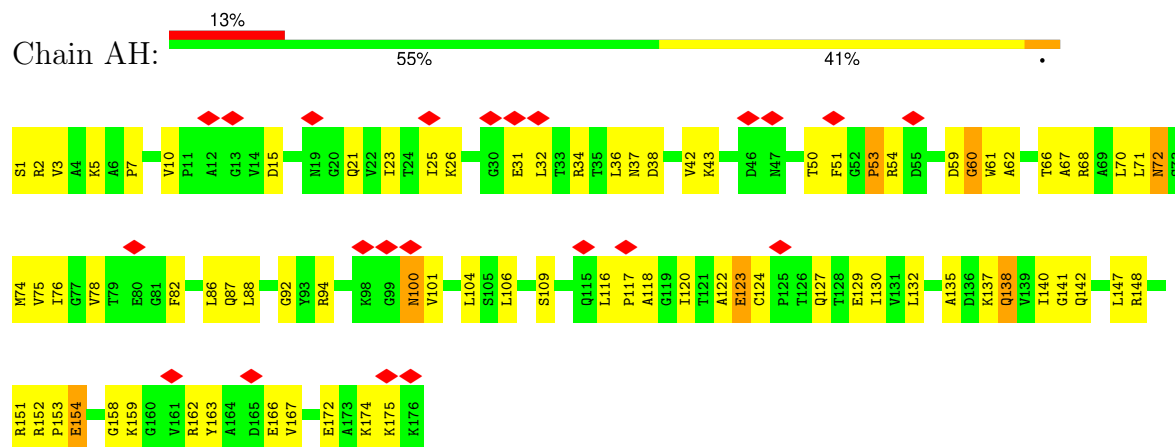 13%
Chain AH:
55% 41% •
S1 R2 V3 A4 K5 A6 P7 V10 P11 A12 G13 V14 D15 N19 G20 Q21 V22 I23 T24 I25 K26 G30 E31 L32 T33 R34 T35 L36 N37 D38 V42 K43 D46 N47 T50 F51 G52 P53 R54 D55 D59 G60 W61 A62 T66 A67 R68 A69 L70 L71 N72
M74 V75 I76 G77 V78 T79 E80 G81 F82 L86 Q87 L88 G92 Y93 R94 K98 G99 N100 V101 L104 S105 L106 S109 Q115 L116 P117 A118 G119 I120 T121 A122 E123 C124 P125 T126 Q127 T128 E129 I130 V131 L132 A135 D136 K137 Q138 V139 I140 G141 Q142 L147 R148
R151 R152 P153 E154 G158 K159 G160 V161 R162 Y163 A164 D165 E166 V167 E172 A173 K174 K175 K176